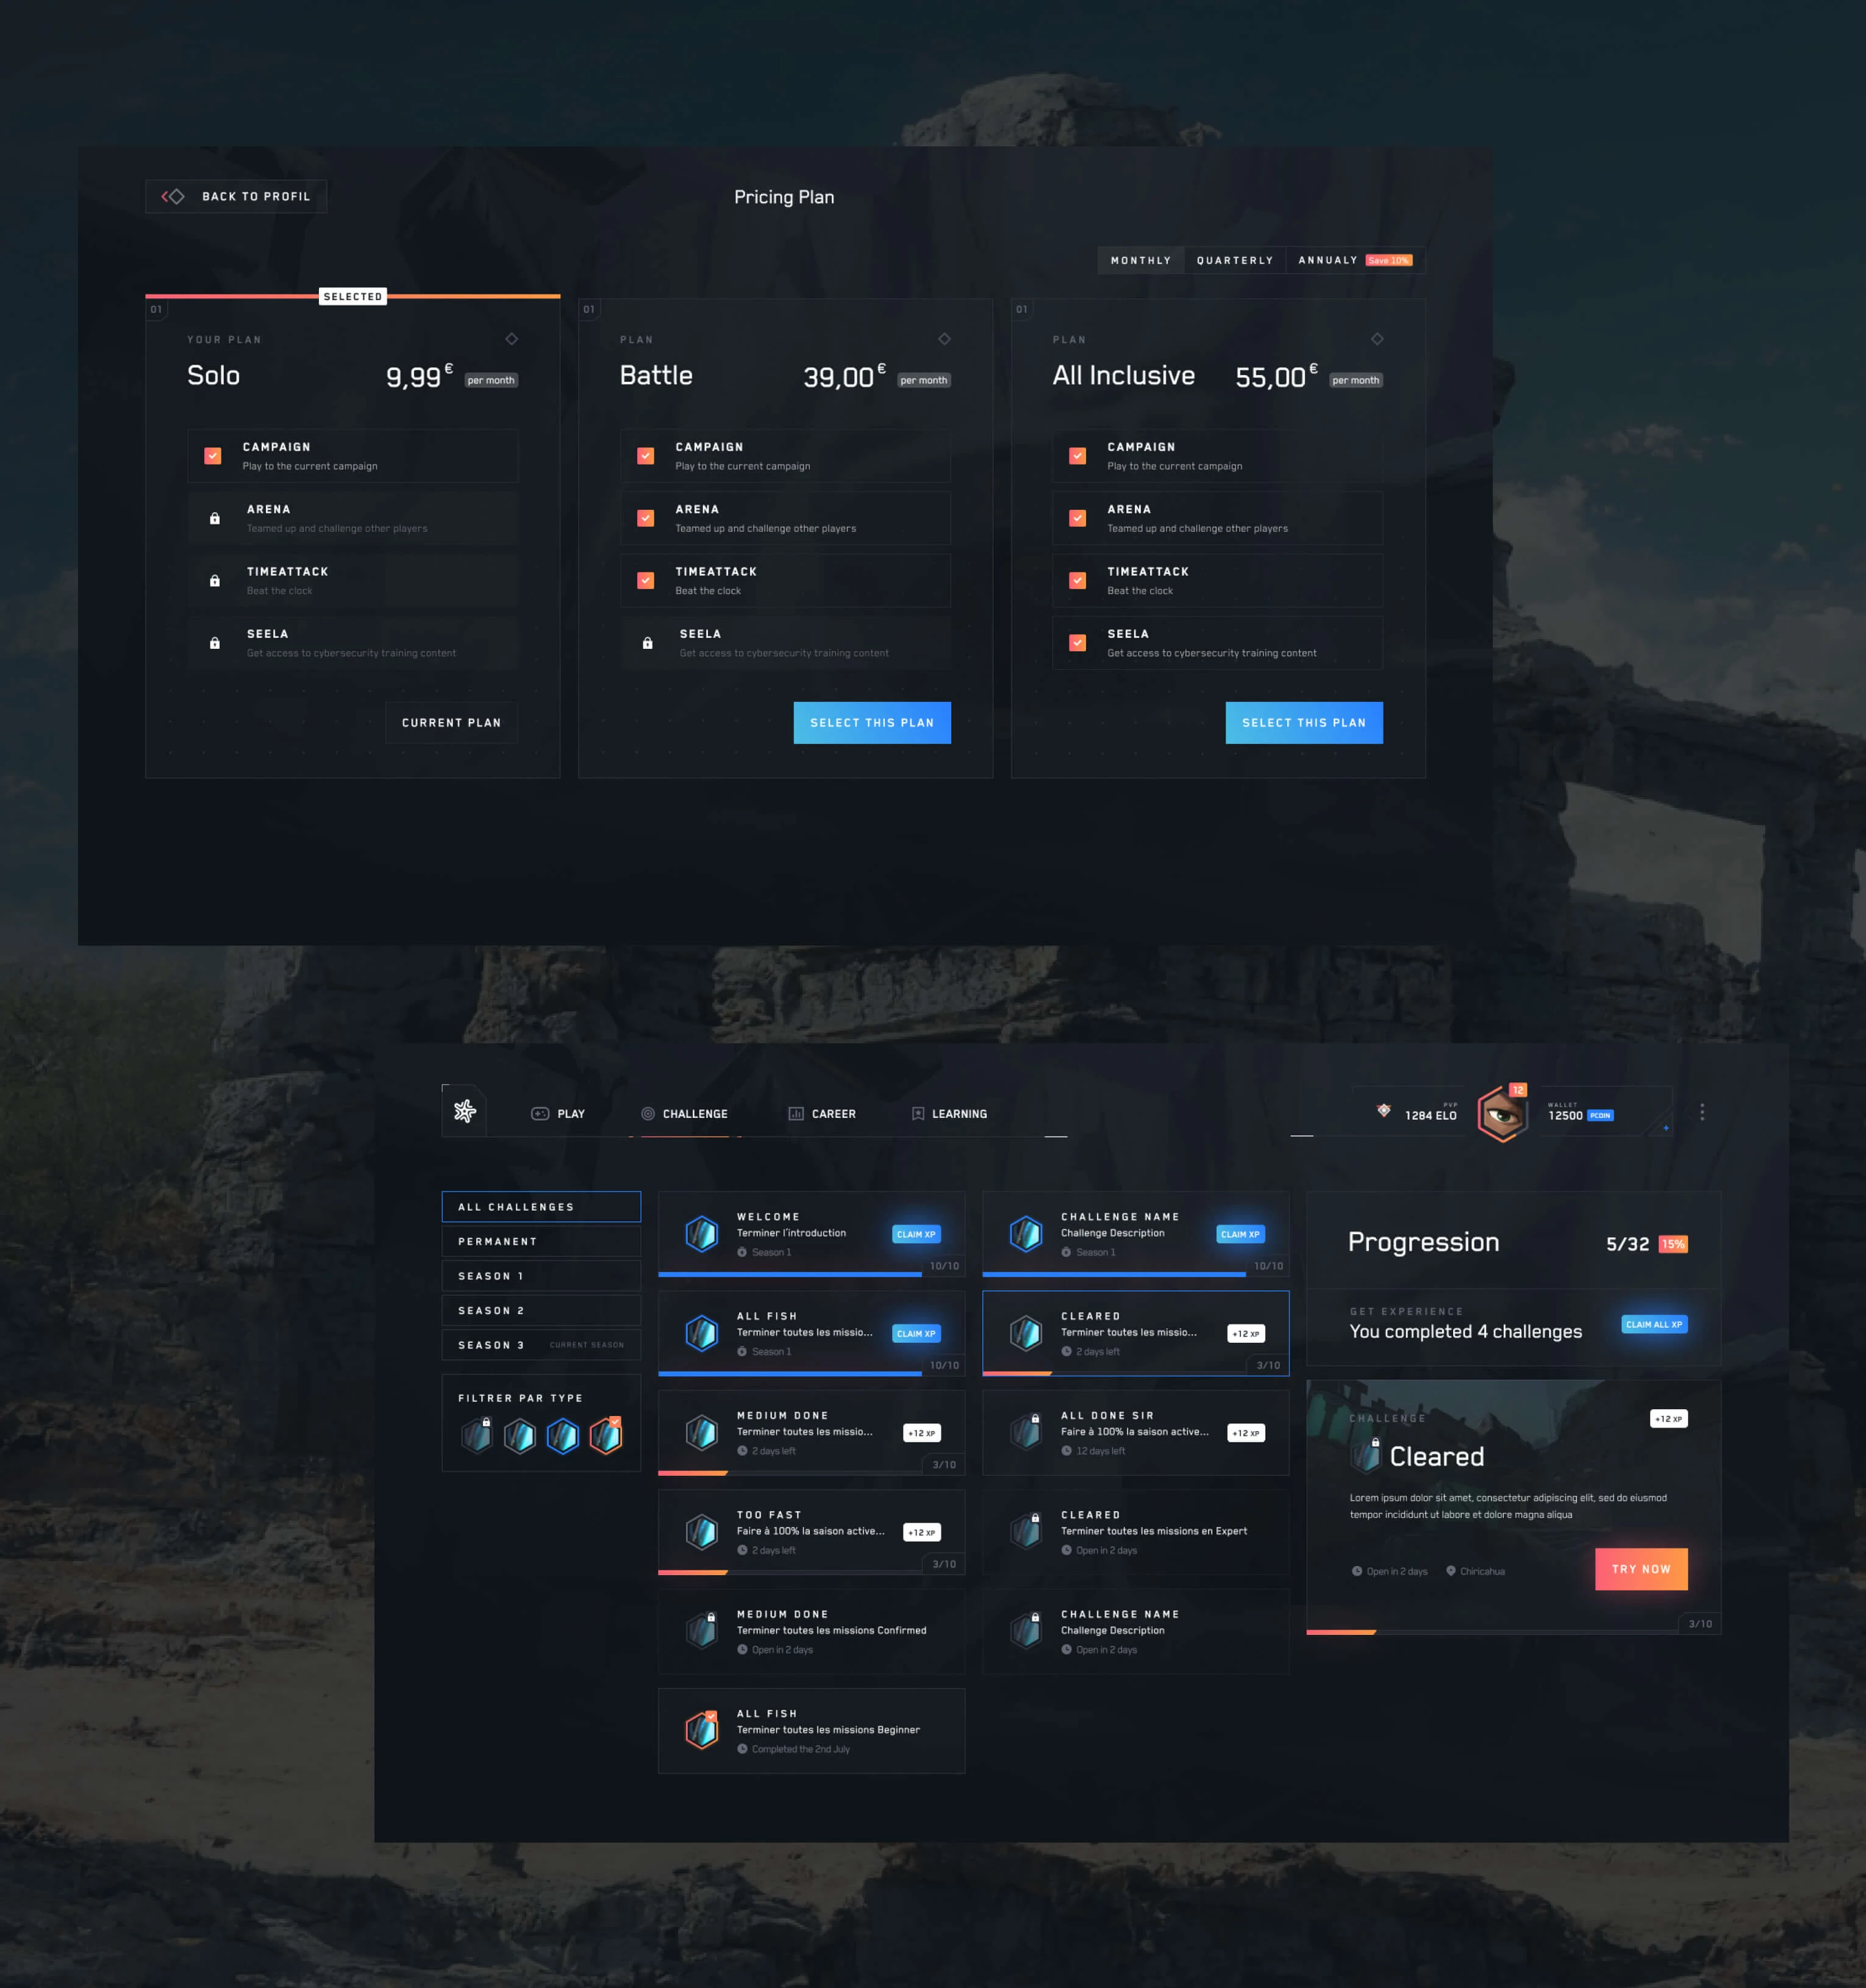 BACK TO PROFIL
Pricing Plan
MONTHLY
QUARTERLY
ANNUALY Save 10%
SELECTED
01
YOUR PLAN
Solo
9,99€ per month
CAMPAIGN
Play to the current campaign
ARENA
Teamed up and challenge other players
TIMEATTACK
Beat the clock
SEELA
Get access to cybersecurity training content
CURRENT PLAN
01
PLAN
Battle
39,00€ per month
CAMPAIGN
Play to the current campaign
ARENA
Teamed up and challenge other players
TIMEATTACK
Beat the clock
SEELA
Get access to cybersecurity training content
SELECT THIS PLAN
01
PLAN
All Inclusive
55,00€ per month
CAMPAIGN
Play to the current campaign
ARENA
Teamed up and challenge other players
TIMEATTACK
Beat the clock
SEELA
Get access to cybersecurity training content
SELECT THIS PLAN
PLAY
CHALLENGE
CAREER
LEARNING
PVP
1284 ELO
12
WALLET
12500 PCOIN
ALL CHALLENGES
PERMANENT
SEASON 1
SEASON 2
SEASON 3 CURRENT SEASON
FILTRER PAR TYPE
WELCOME
Terminer l'introduction
Season 1
CLAIM XP
10/10
CHALLENGE NAME
Challenge Description
Season 1
CLAIM XP
10/10
ALL FISH
Terminer toutes les missio...
Season 1
CLAIM XP
10/10
CLEARED
Terminer toutes les missio...
2 days left
+12 XP
3/10
MEDIUM DONE
Terminer toutes les missio...
2 days left
+12 XP
3/10
ALL DONE SIR
Faire à 100% la saison active...
12 days left
+12 XP
TOO FAST
Faire à 100% la saison active...
2 days left
+12 XP
3/10
CLEARED
Terminer toutes les missions en Expert
Open in 2 days
MEDIUM DONE
Terminer toutes les missions Confirmed
Open in 2 days
CHALLENGE NAME
Challenge Description
Open in 2 days
ALL FISH
Terminer toutes les missions Beginner
Completed the 2nd July
Progression
5/32 15%
GET EXPERIENCE
You completed 4 challenges
CLAIM ALL XP
CHALLENGE
+12 XP
Cleared
Lorem ipsum dolor sit amet, consectetur adipiscing elit, sed do eiusmod
tempor incididunt ut labore et dolore magna aliqua
Open in 2 days
Chiricahua
TRY NOW
3/10